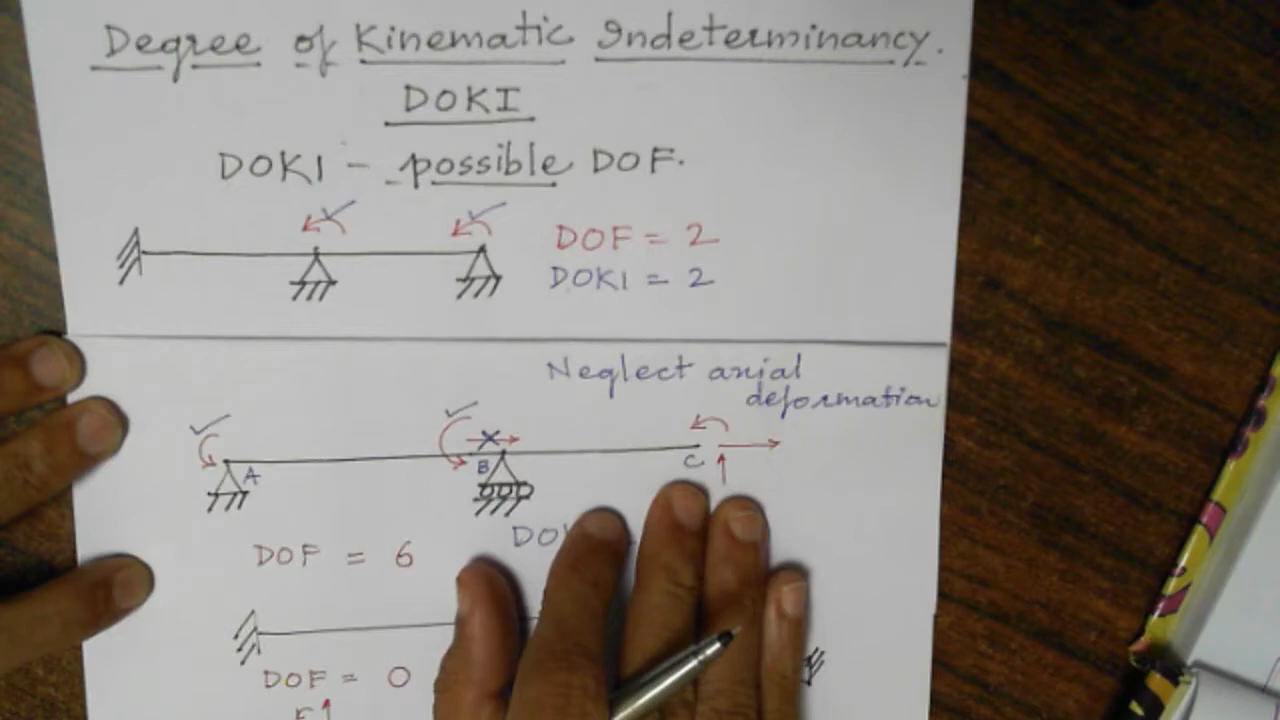 Degree of Kinematic Indeterminancy.
DOKI
DOKI - possible DOF.
DOF = 2
DOKI = 2
Neglect axial
deformation
A
B
C
DOF = 6
DOF = 0